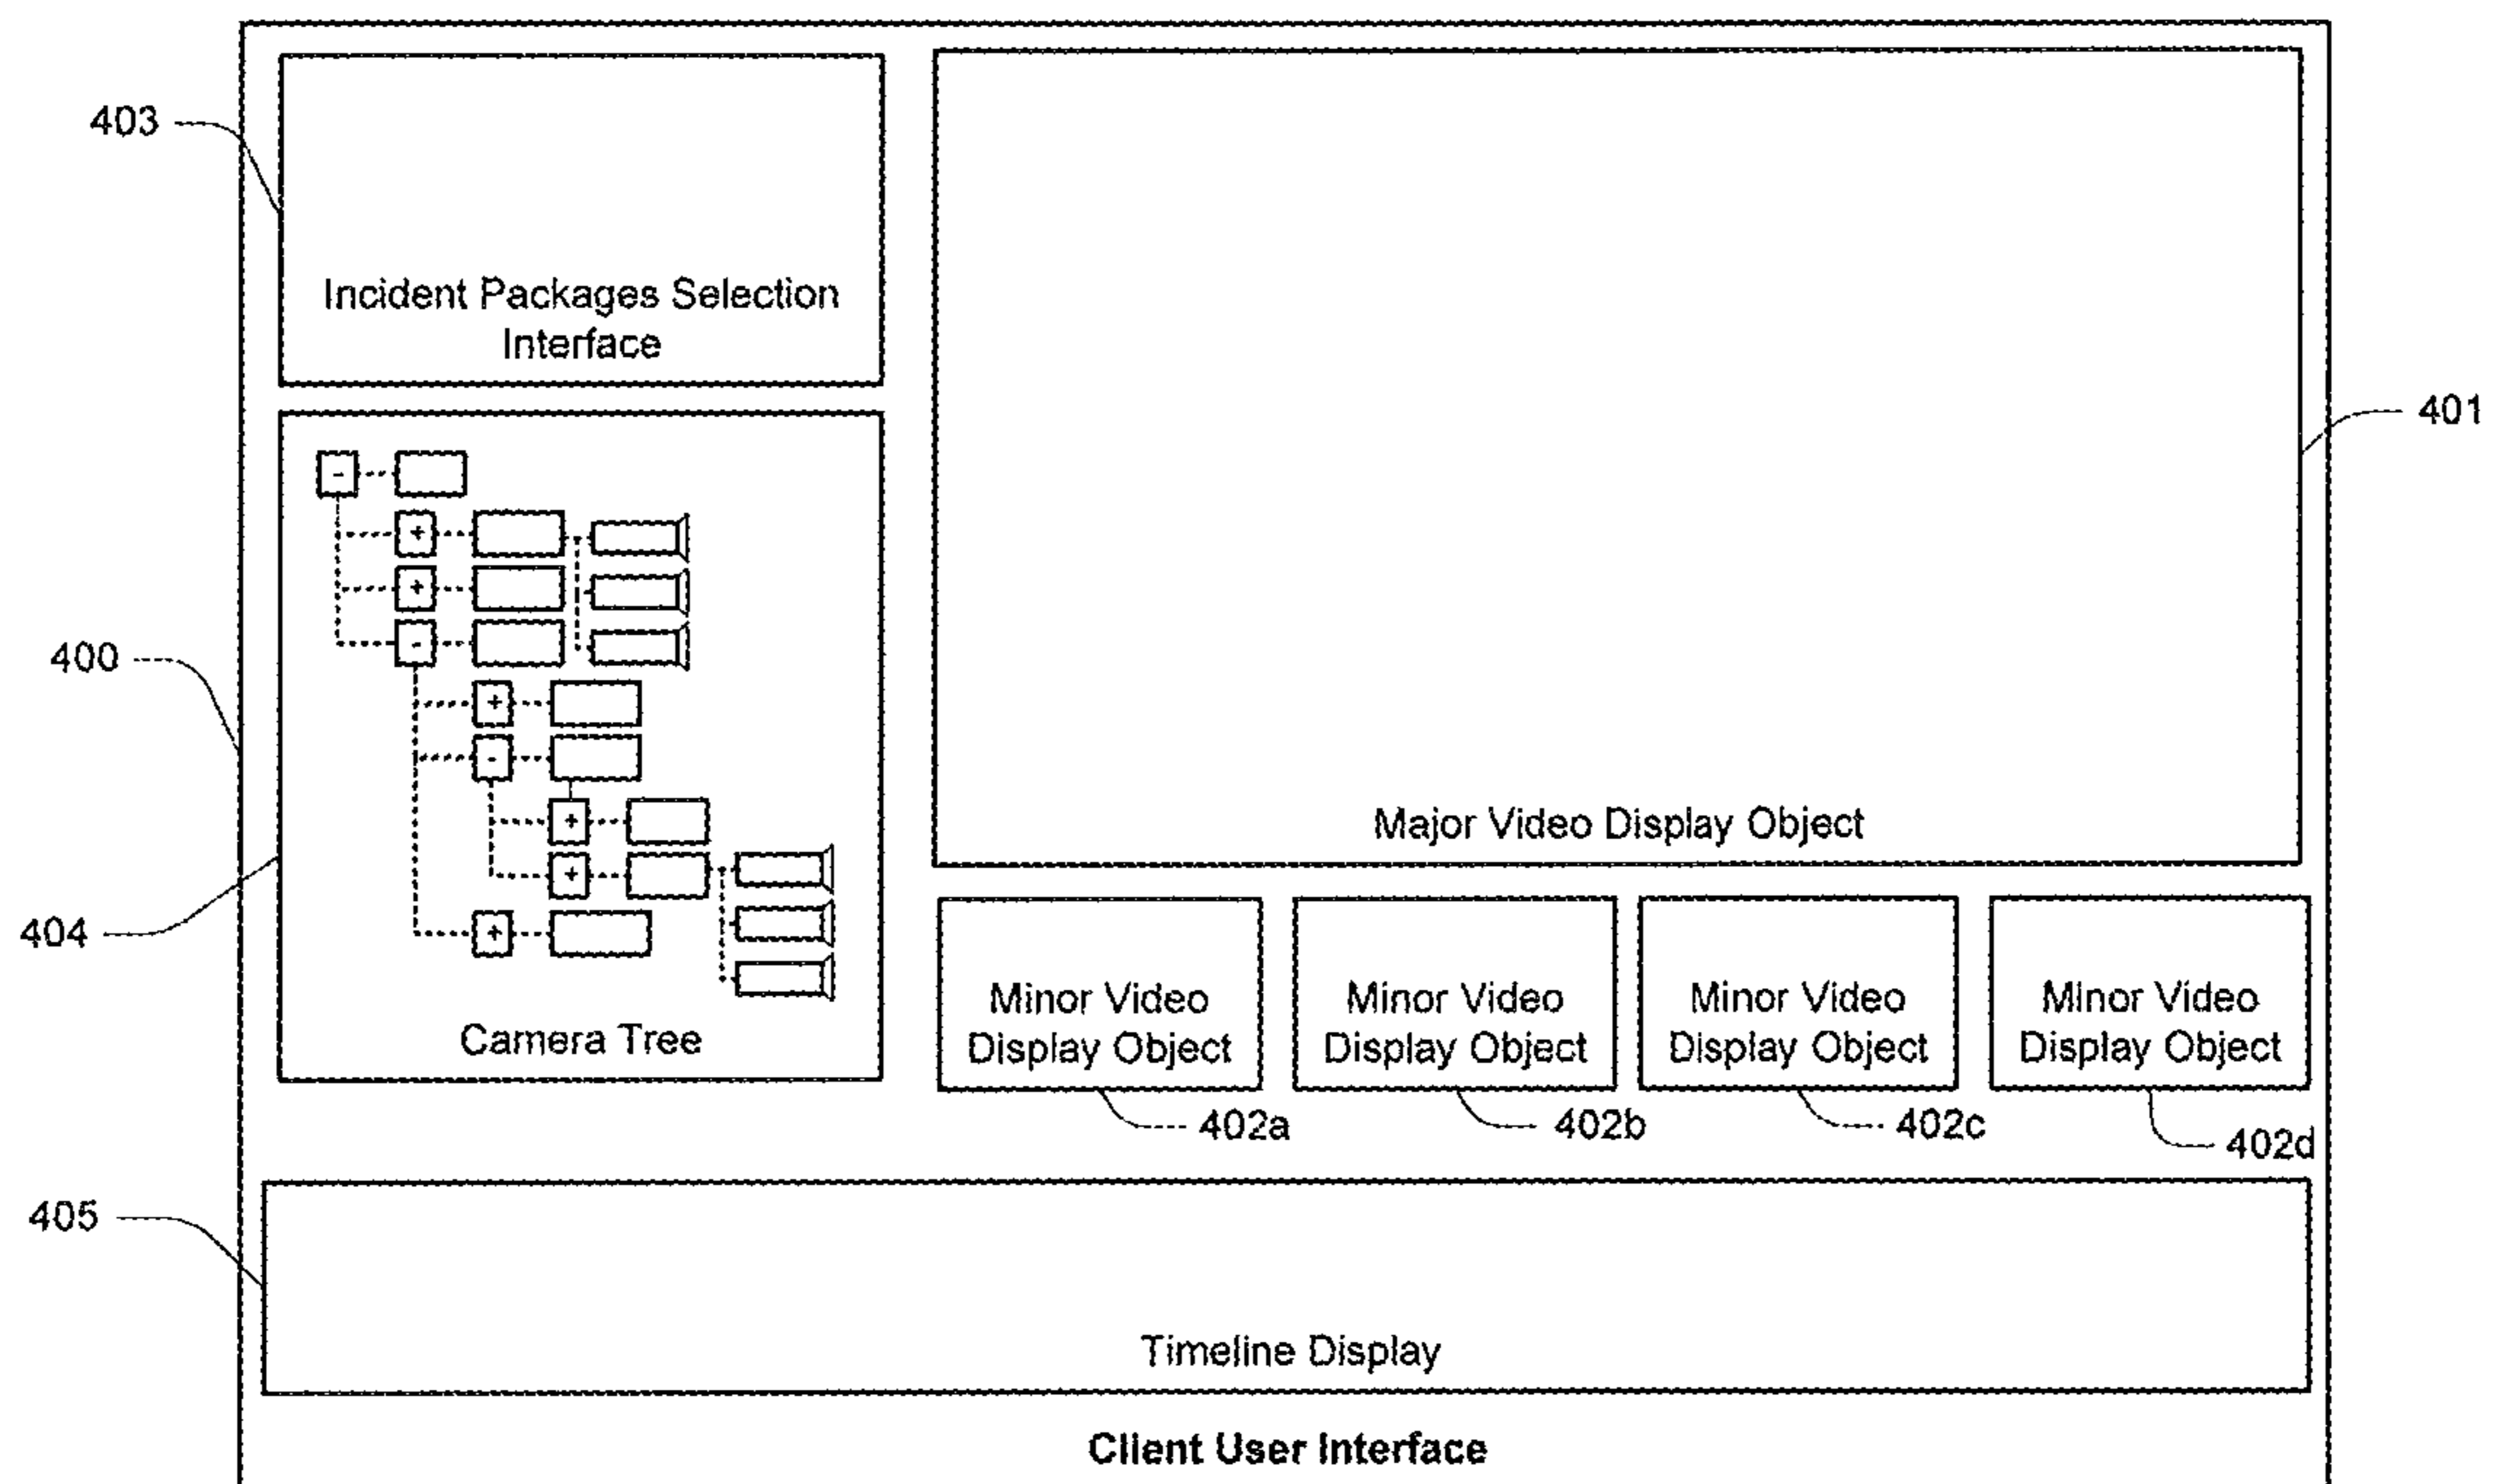 403
Incident Packages Selection
Interface
401
Major Video Display Object
400
-
+
+
-
+
-
+
+
+
404
Camera Tree
Minor Video
Display Object
402a
Minor Video
Display Object
402b
Minor Video
Display Object
402c
Minor Video
Display Object
402d
405
Timeline Display
Client User Interface